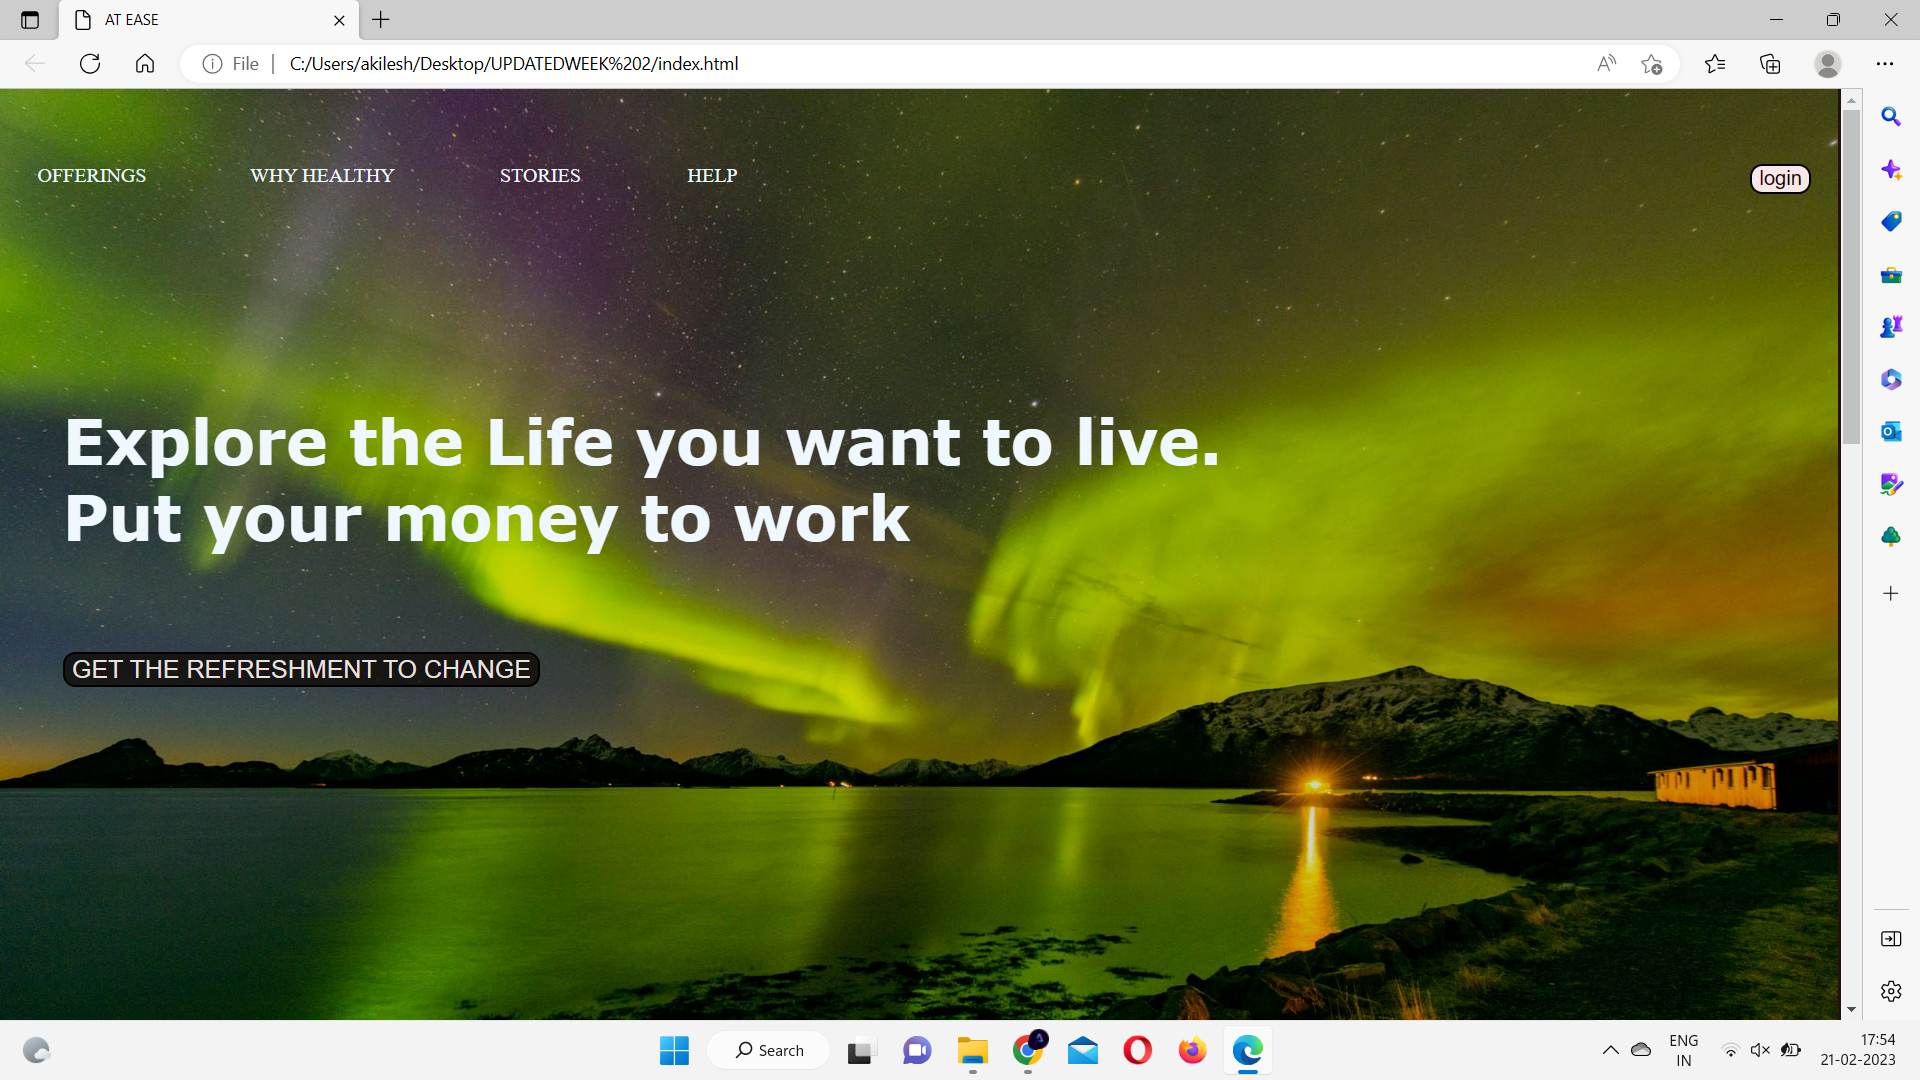 AT EASE
File
C:/Users/akilesh/Desktop/UPDATEDWEEK%202/index.html
OFFERINGS WHY HEALTHY STORIES HELP login
Explore the Life you want to live.
Put your money to work
GET THE REFRESHMENT TO CHANGE
Search
ENG
IN
17:54
21-02-2023